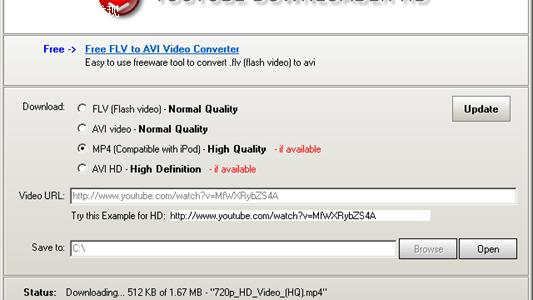 YOUTUBE DOWNLOADER HD
Free -> Free FLV to AVI Video Converter
Easy to use freeware tool to convert .flv (flash video) to avi
Download: FLV (Flash video) - Normal Quality
Update
AVI video - Normal Quality
MP4 (Compatible with iPod) - High Quality - if available
AVI HD - High Definition - if available
Video URL: http://www.youtube.com/watch?v=MfWXRybZS4A
Try this Example for HD: http://www.youtube.com/watch?v=MfWXRybZS4A
Save to: C:\ Browse Open
Status: Downloading... 512 KB of 1.67 MB - "720p_HD_Video_(HQ).mp4"